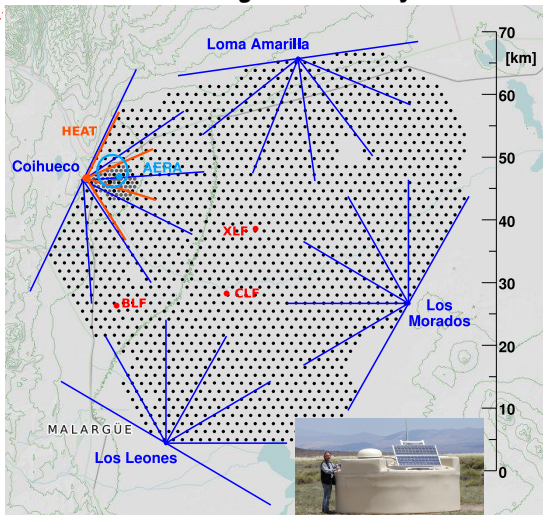 70
[km]
60
50
40
30
20
10
0
Loma Amarilla
HEAT
Coihueco
AERA
XLF
CLF
BLF
Los
Morados
MALARGÜE
Los Leones